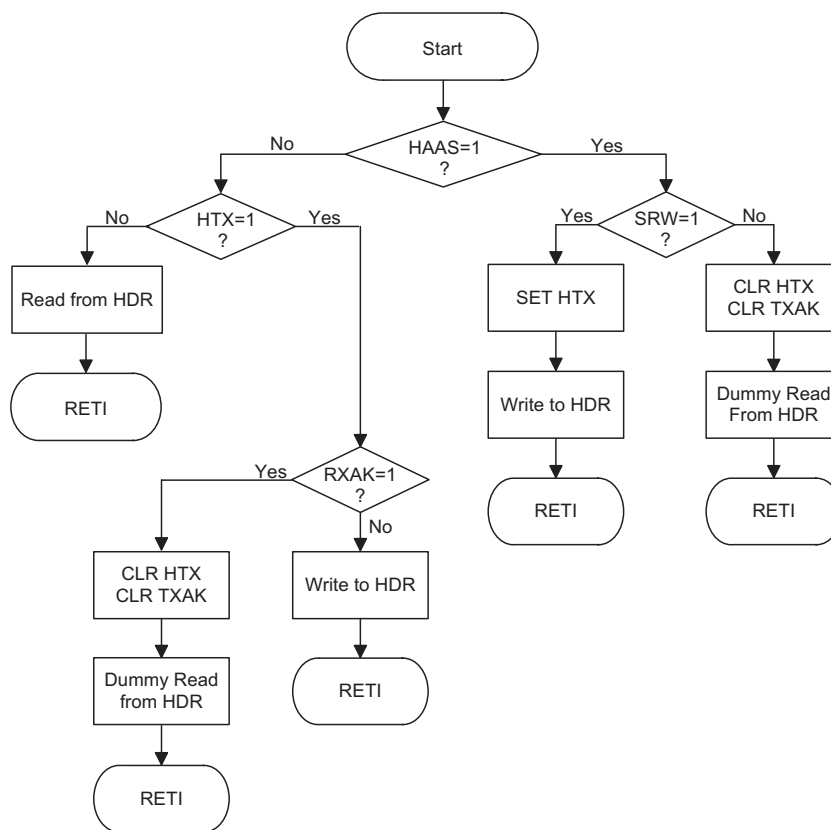 Start
HAAS=1
?
No
Yes
HTX=1
?
No
Yes
SRW=1
?
Yes
No
Read from HDR
SET HTX
CLR HTX
CLR TXAK
RETI
Write to HDR
Dummy Read
From HDR
RXAK=1
?
Yes
No
RETI
RETI
CLR HTX
CLR TXAK
Write to HDR
Dummy Read
from HDR
RETI
RETI